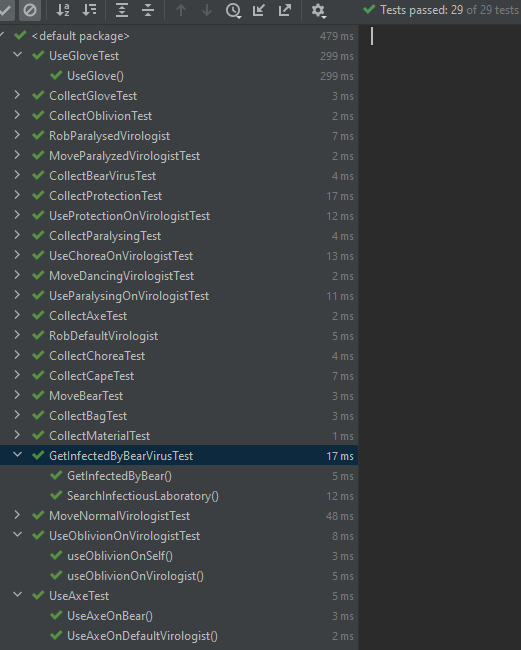 Tests passed: 29 of 29 tests
<default package> 479 ms
UseGloveTest 299 ms
UseGlove() 299 ms
CollectGloveTest 3 ms
CollectOblivionTest 2 ms
RobParalysedVirologist 7 ms
MoveParalyzedVirologistTest 2 ms
CollectBearVirusTest 4 ms
CollectProtectionTest 17 ms
UseProtectionOnVirologistTest 12 ms
CollectParalysingTest 4 ms
UseChoreaOnVirologistTest 13 ms
MoveDancingVirologistTest 2 ms
UseParalysingOnVirologistTest 11 ms
CollectAxeTest 2 ms
RobDefaultVirologist 5 ms
CollectChoreaTest 4 ms
CollectCapeTest 7 ms
MoveBearTest 3 ms
CollectBagTest 3 ms
CollectMaterialTest 1 ms
GetInfectedByBearVirusTest 17 ms
GetInfectedByBear() 5 ms
SearchInfectiousLaboratory() 12 ms
MoveNormalVirologistTest 48 ms
UseOblivionOnVirologistTest 8 ms
useOblivionOnSelf() 3 ms
useOblivionOnVirologist() 5 ms
UseAxeTest 5 ms
UseAxeOnBear() 3 ms
UseAxeOnDefaultVirologist() 2 ms